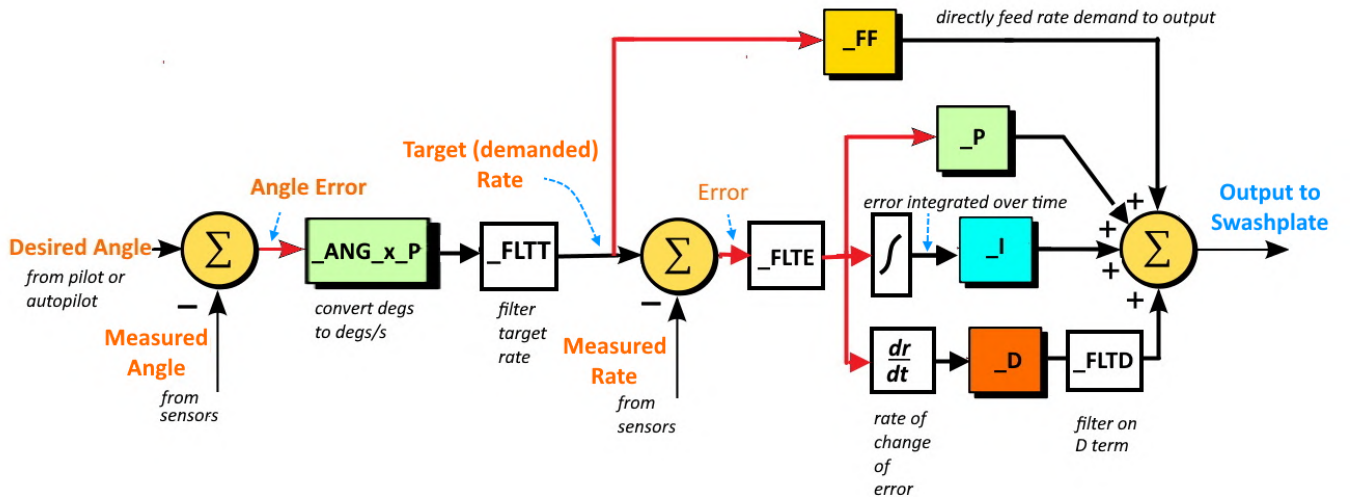 directly feed rate demand to output
_FF
_P
Target (demanded)
Rate
Angle Error
Error
error integrated over time
Output to
Swashplate
Desired Angle
from pilot or
autopilot
Σ
_ANG_x_P
_FLTT
Σ
_FLTE
∫
_I
Σ
+
+
+
+
−
−
convert degs
to degs/s
filter
target
rate
Measured
Angle
from
sensors
Measured
Rate
from
sensors
dr
dt
_D
_FLTD
rate of
change
of
error
filter on
D term